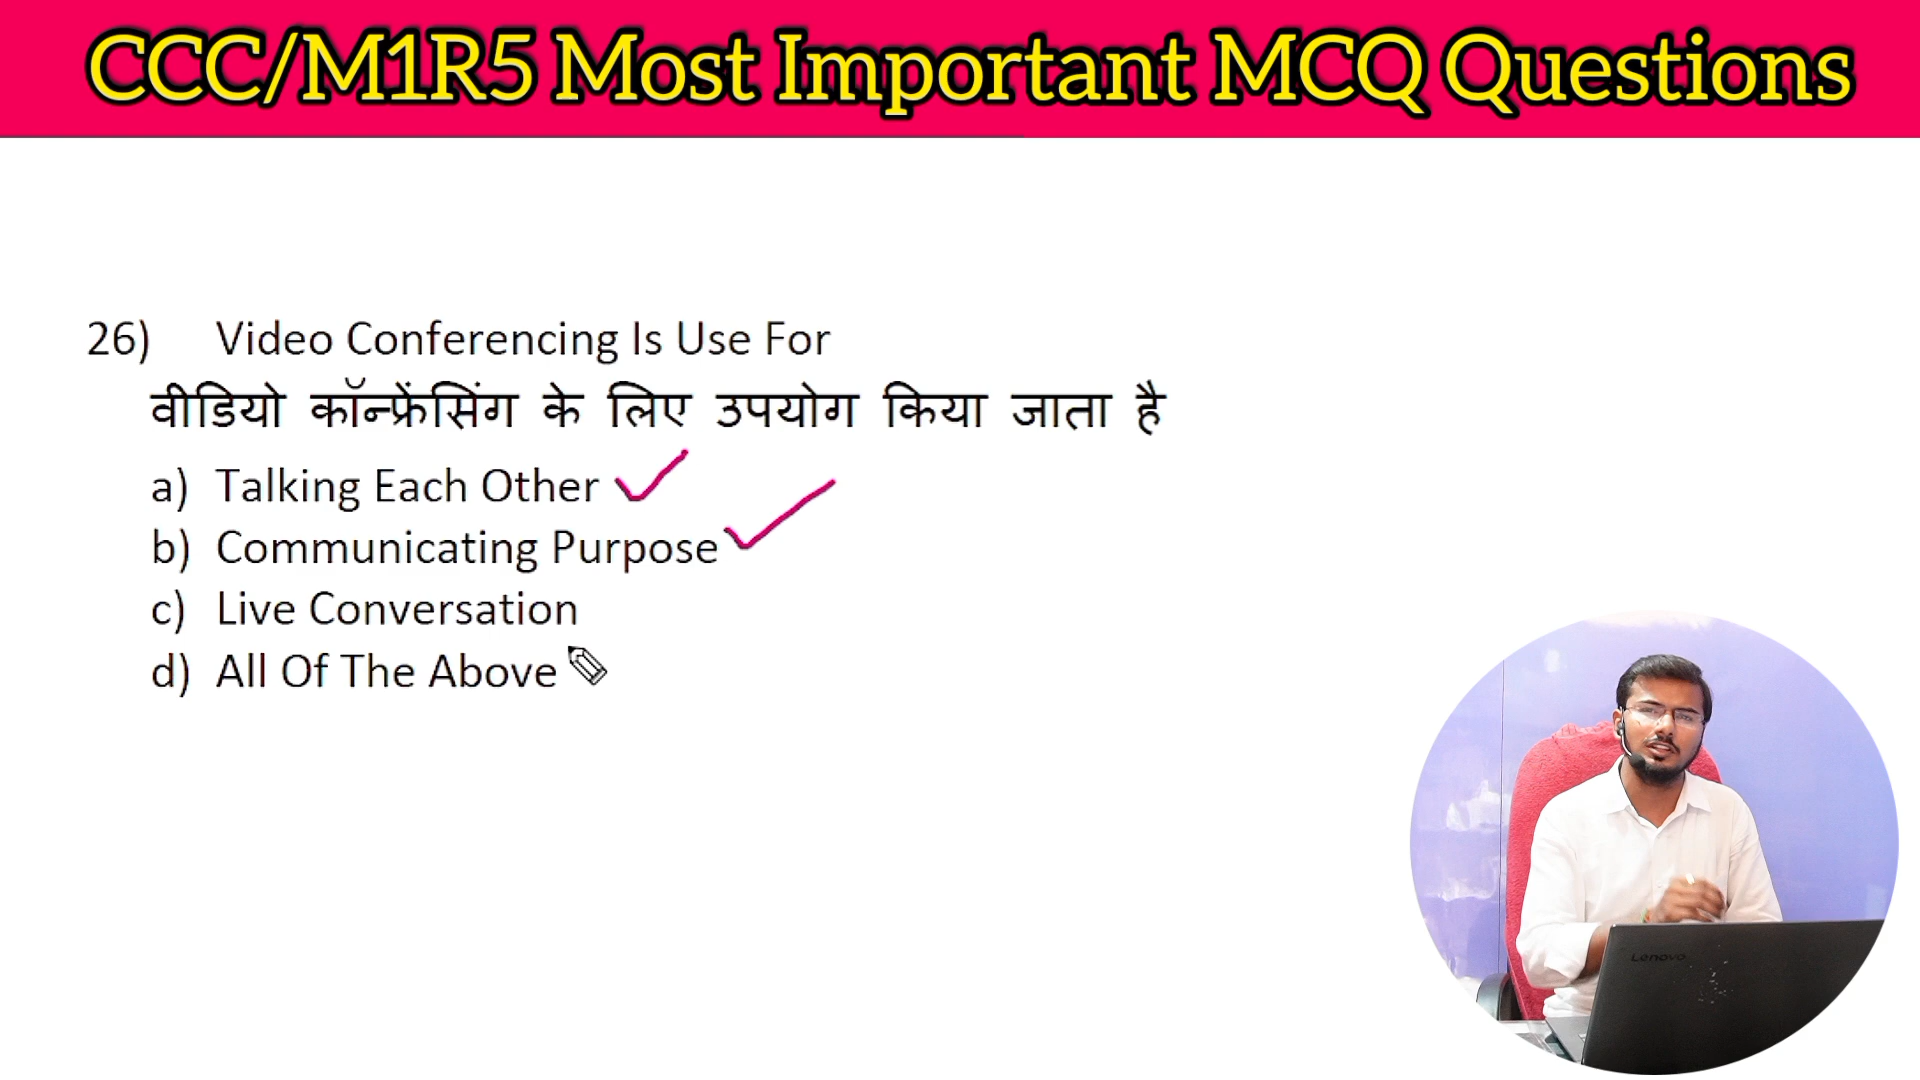 CCC/M1R5 Most Important MCQ Questions
26) Video Conferencing Is Use For
वीडियो कॉन्फ्रेंसिंग के लिए उपयोग किया जाता है
a) Talking Each Other
b) Communicating Purpose
c) Live Conversation
d) All Of The Above
Lenovo